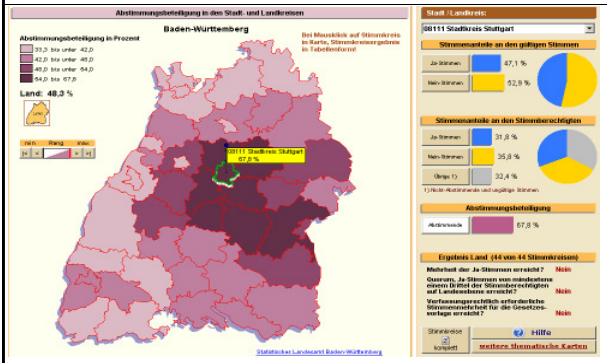 Abstimmungsbeteiligung in den Stadt- und Landkreisen
Baden-Württemberg
Abstimmungsbeteiligung in Prozent
33,3 bis unter 42,0
42,0 bis unter 48,0
48,0 bis unter 54,0
54,0 bis 67,8
Land: 48,3 %
Bei Mausklick auf Stimmkreis
in Karte, Stimmkreisergebnis
in Tabellenform!
min Rang max
08111 Stadtkreis Stuttgart
67,8 %
Statistisches Landesamt Baden-Württemberg
Stadt-/Landkreis:
08111 Stadtkreis Stuttgart
Stimmenanteile an den gültigen Stimmen
Ja-Stimmen 47,1 %
Nein-Stimmen 52,9 %
Stimmenanteile an den Stimmberechtigten
Ja-Stimmen 31,8 %
Nein-Stimmen 35,8 %
Übrige 1) 32,4 %
1) Nicht-Abstimmende und ungültige Stimmen
Abstimmungsbeteiligung
Abstimmende 67,8 %
Ergebnis Land (44 von 44 Stimmkreisen)
Mehrheit der Ja-Stimmen erreicht? Nein
Quorum, Ja-Stimmen von mindestens
einem Drittel der Stimmberechtigten
auf Landesebene erreicht? Nein
Verfassungsrechtlich erforderliche
Stimmenmehrheit für die Gesetzes-
vorlage erreicht? Nein
Stimmkreise
komplett
Hilfe
weitere thematische Karten